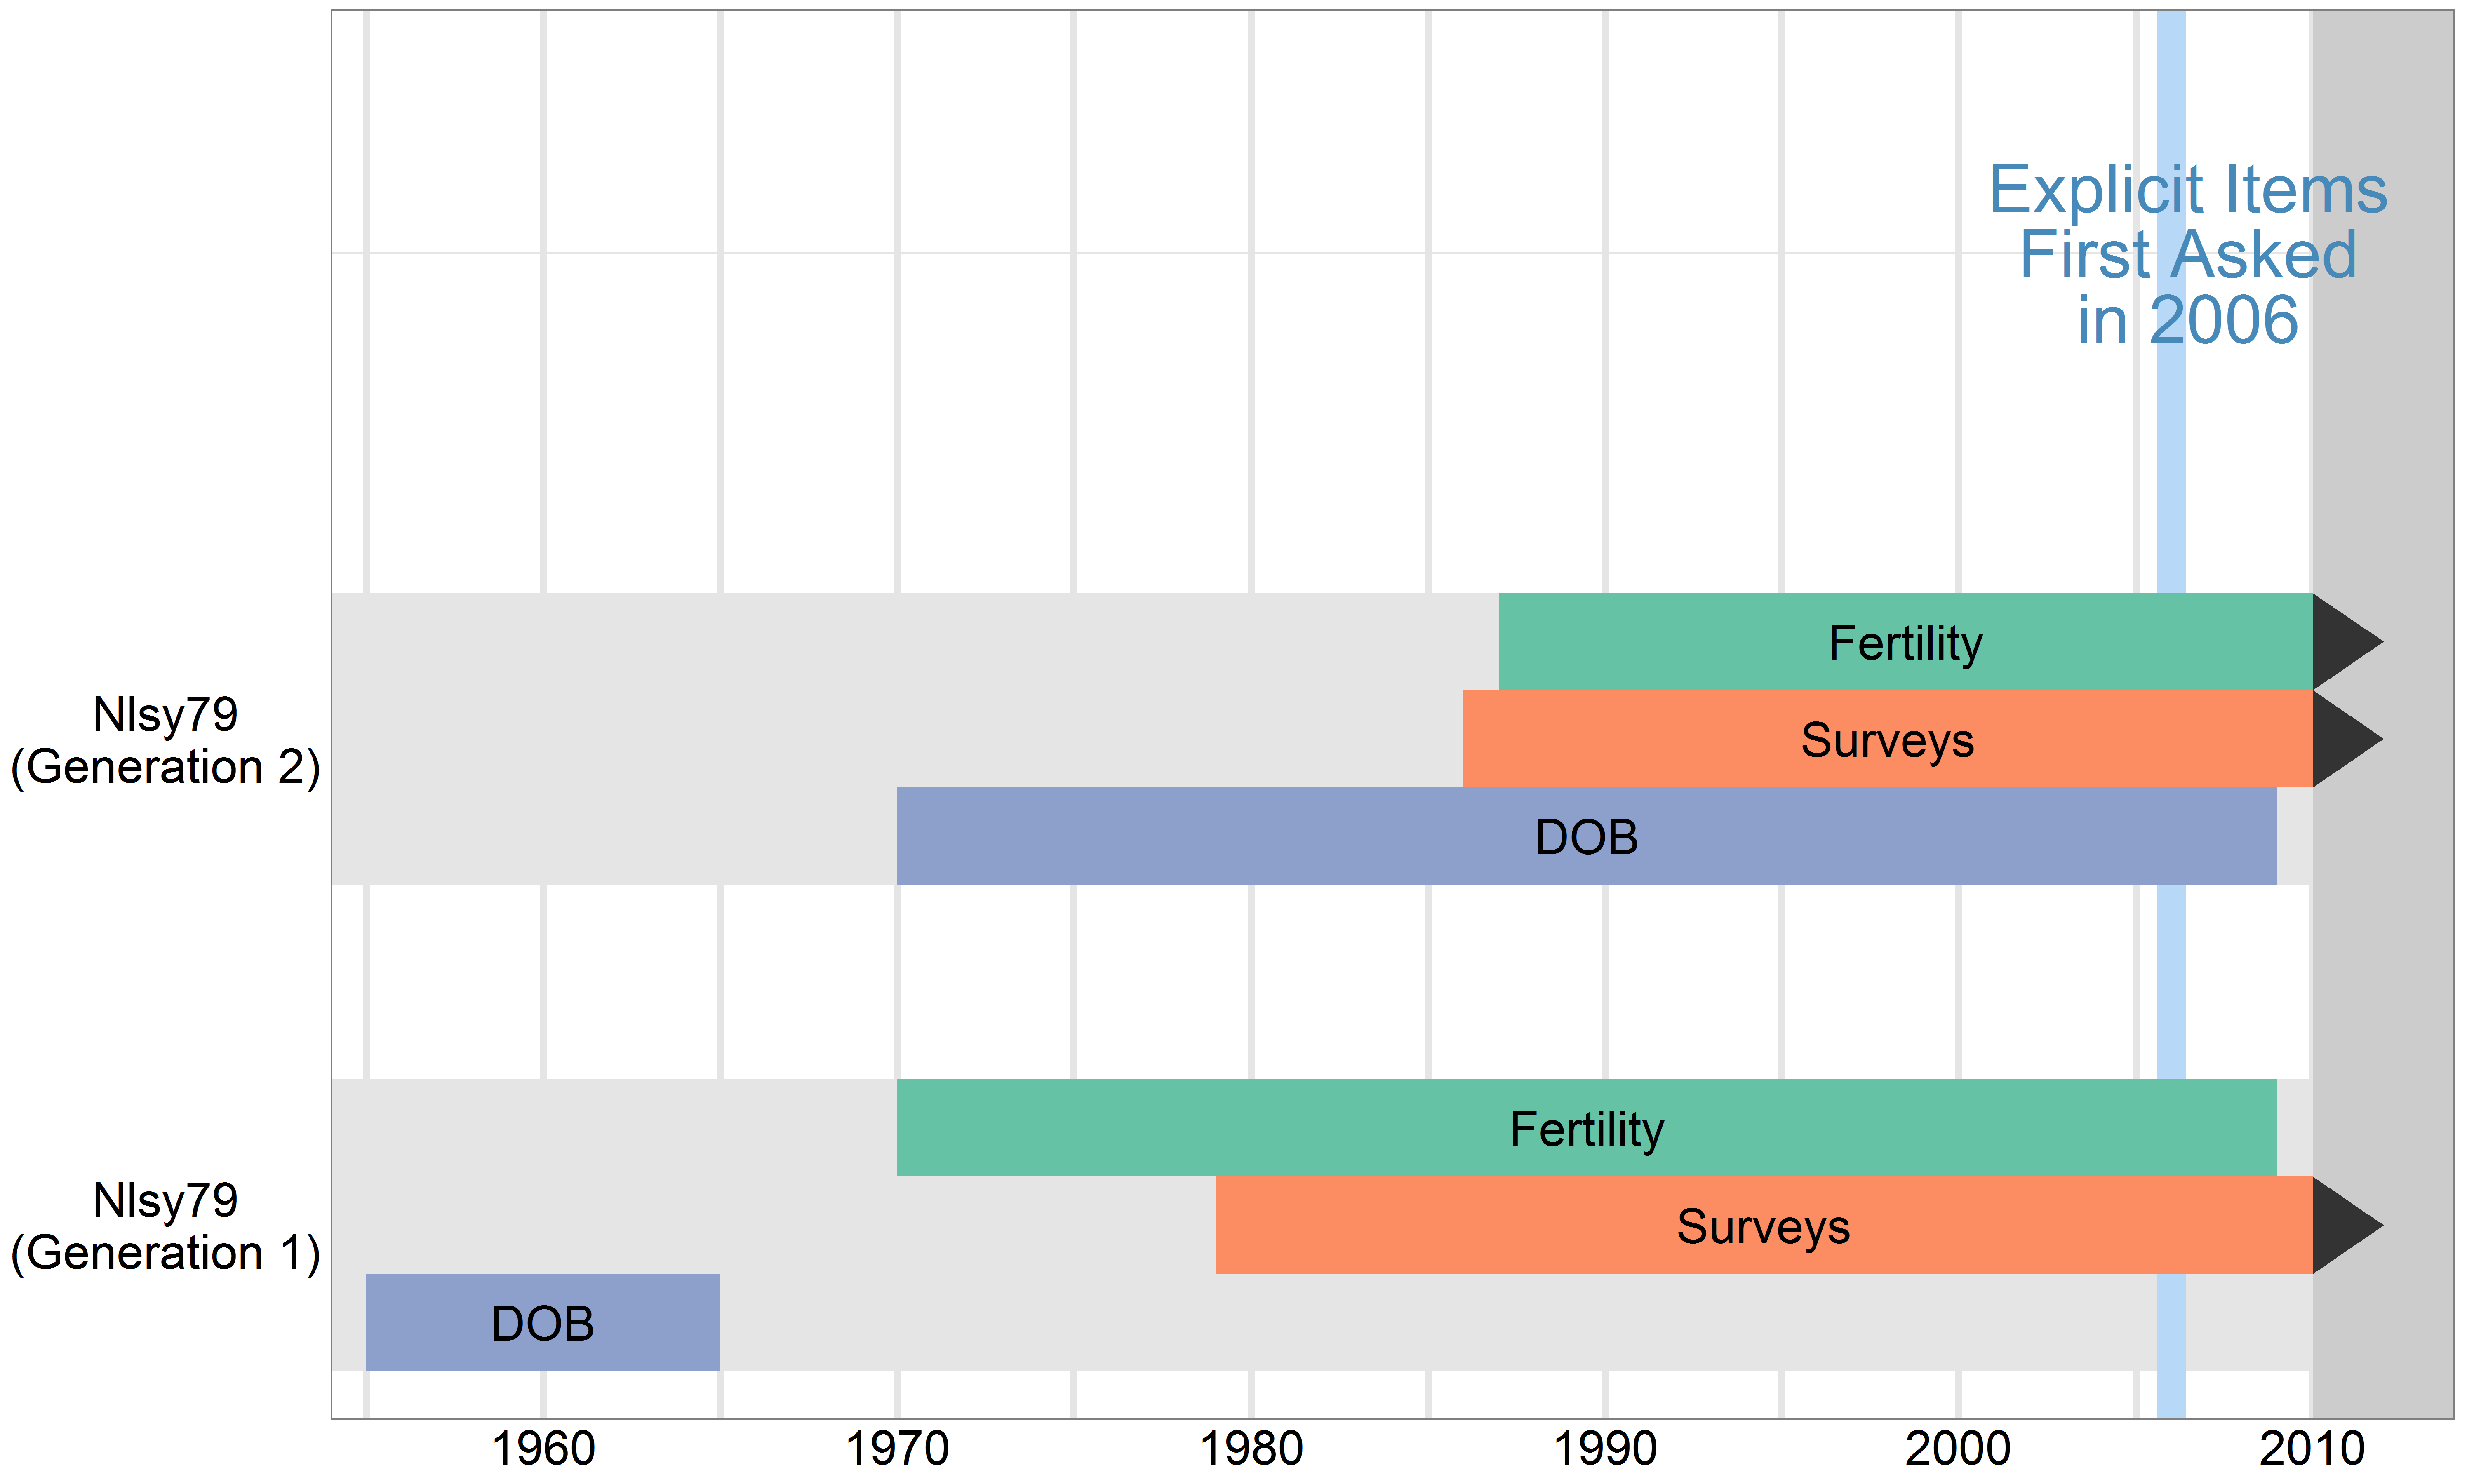 Explicit Items
First Asked
in 2006
Fertility
Nlsy79
(Generation 2)
Surveys
DOB
Fertility
Nlsy79
(Generation 1)
Surveys
DOB
1960 1970 1980 1990 2000 2010